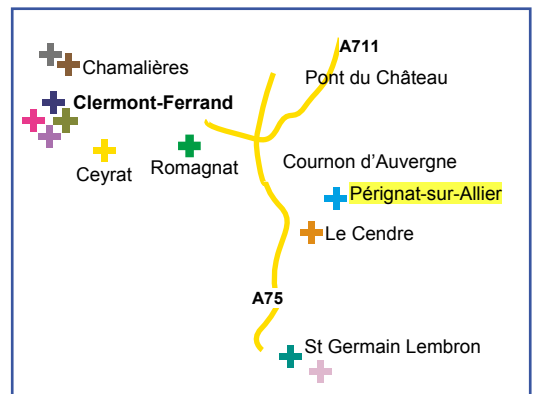 A711
Chamalières
Pont du Château
Clermont-Ferrand
Cournon d'Auvergne
Romagnat
Ceyrat
Pérignat-sur-Allier
Le Cendre
A75
St Germain Lembron